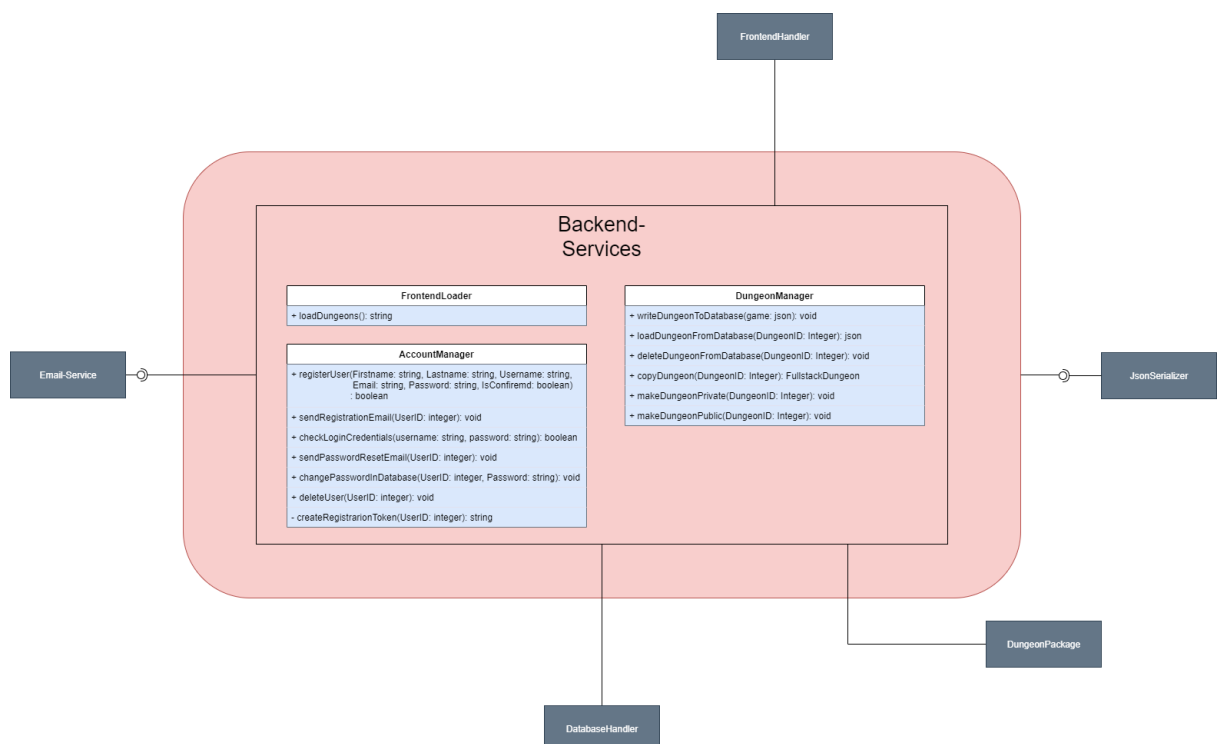 FrontendHandler
Backend-
Services
FrontendLoader
+ loadDungeons(): string
AccountManager
+ registerUser(Firstname: string, Lastname: string, Username: string,
Email: string, Password: string, IsConfiremd: boolean)
: boolean
+ sendRegistrationEmail(UserID: integer): void
+ checkLoginCredentials(username: string, password: string): boolean
+ sendPasswordResetEmail(UserID: integer): void
+ changePasswordInDatabase(UserID: integer, Password: string): void
+ deleteUser(UserID: integer): void
- createRegistrarionToken(UserID: integer): string
DungeonManager
+ writeDungeonToDatabase(game: json): void
+ loadDungeonFromDatabase(DungeonID: Integer): json
+ deleteDungeonFromDatabase(DungeonID: Integer): void
+ copyDungeon(DungeonID: Integer): FullstackDungeon
+ makeDungeonPrivate(DungeonID: Integer): void
+ makeDungeonPublic(DungeonID: Integer): void
Email-Service
JsonSerializer
DungeonPackage
DatabaseHandler